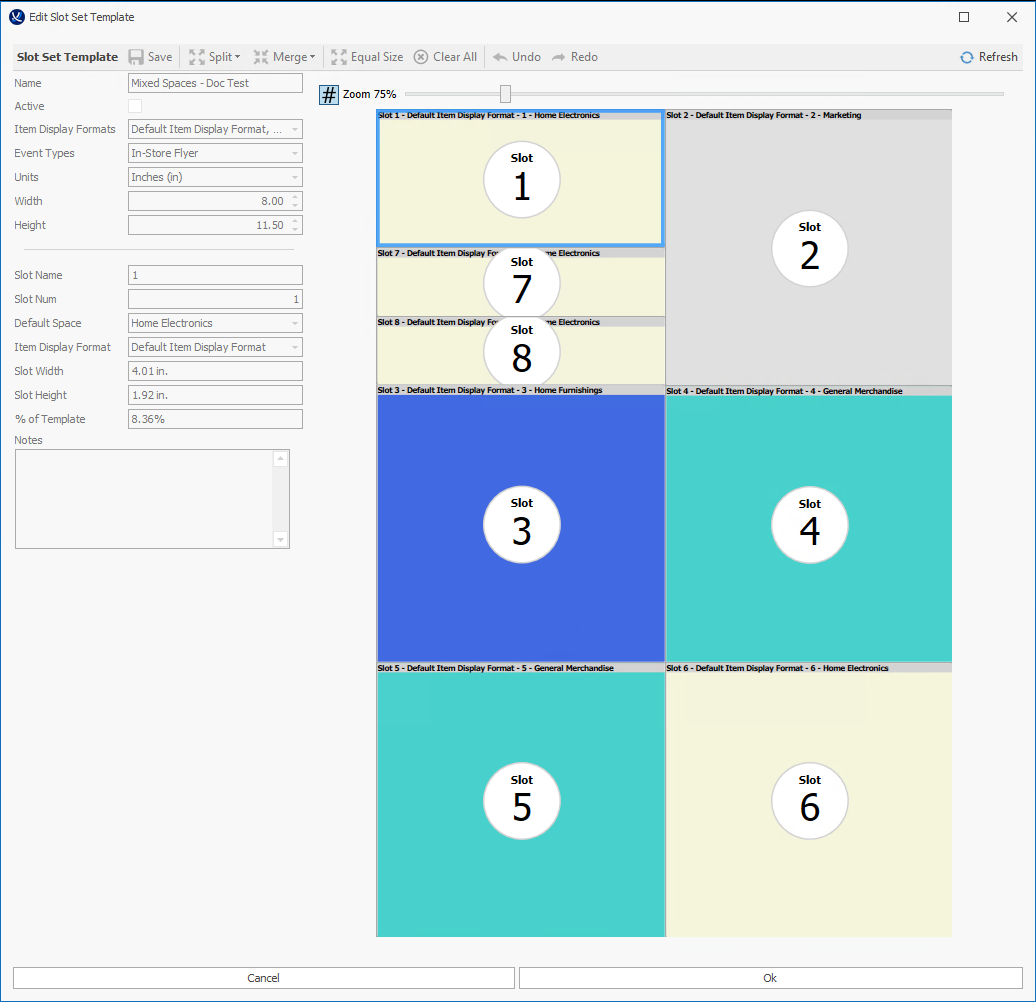 Edit Slot Set Template
Slot Set Template Save Split Merge Equal Size Clear All Undo Redo Refresh
Name Mixed Spaces - Doc Test
Active
Item Display Formats Default Item Display Format, ...
Event Types In-Store Flyer
Units Inches (in)
Width 8.00
Height 11.50
Slot Name 1
Slot Num 1
Default Space Home Electronics
Item Display Format Default Item Display Format
Slot Width 4.01 in.
Slot Height 1.92 in.
% of Template 8.36%
Notes
# Zoom 75%
Slot 1 - Default Item Display Format - 1 - Home Electronics
Slot
1
Slot 2 - Default Item Display Format - 2 - Marketing
Slot
2
Slot 7 - Default Item Display Fo me Electronics
Slot
7
Slot 8 - Default Item Display Fo me Electronics
Slot
8
Slot 3 - Default Item Display Format - 3 - Home Furnishings
Slot
3
Slot 4 - Default Item Display Format - 4 - General Merchandise
Slot
4
Slot 5 - Default Item Display Format - 5 - General Merchandise
Slot
5
Slot 6 - Default Item Display Format - 6 - Home Electronics
Slot
6
Cancel Ok